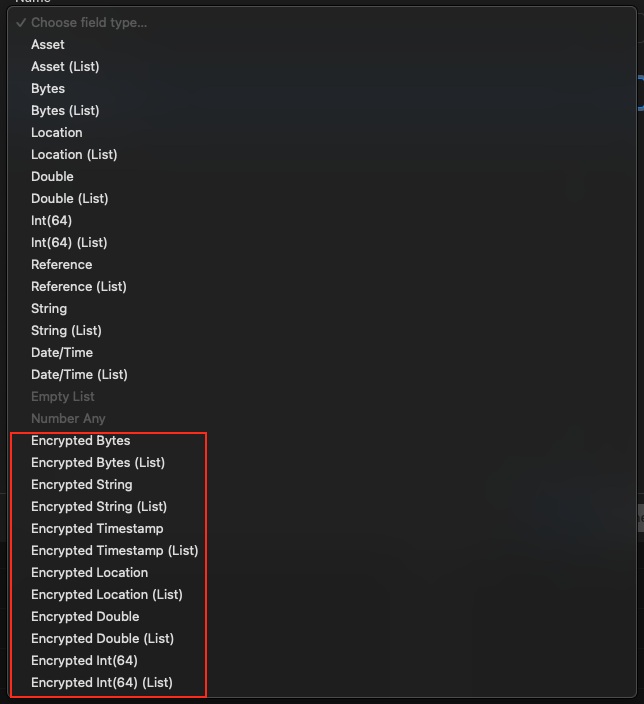 Choose field type...
Asset
Asset (List)
Bytes
Bytes (List)
Location
Location (List)
Double
Double (List)
Int(64)
Int(64) (List)
Reference
Reference (List)
String
String (List)
Date/Time
Date/Time (List)
Empty List
Number Any
Encrypted Bytes
Encrypted Bytes (List)
Encrypted String
Encrypted String (List)
Encrypted Timestamp
Encrypted Timestamp (List)
Encrypted Location
Encrypted Location (List)
Encrypted Double
Encrypted Double (List)
Encrypted Int(64)
Encrypted Int(64) (List)